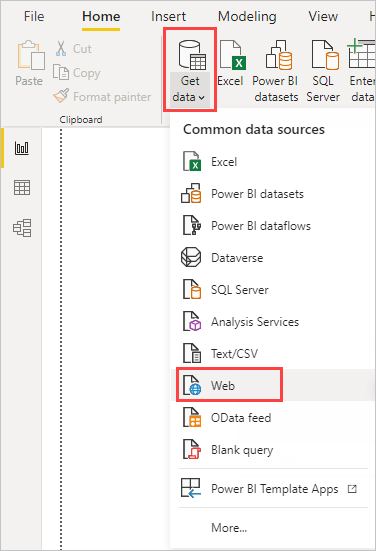 File Home Insert Modeling View
Paste
Cut
Copy
Format painter
Clipboard
Get
data
Excel
Power BI
datasets
SQL
Server
Enter
data
Common data sources
Excel
Power BI datasets
Power BI dataflows
Dataverse
SQL Server
Analysis Services
Text/CSV
Web
OData feed
Blank query
Power BI Template Apps
More...